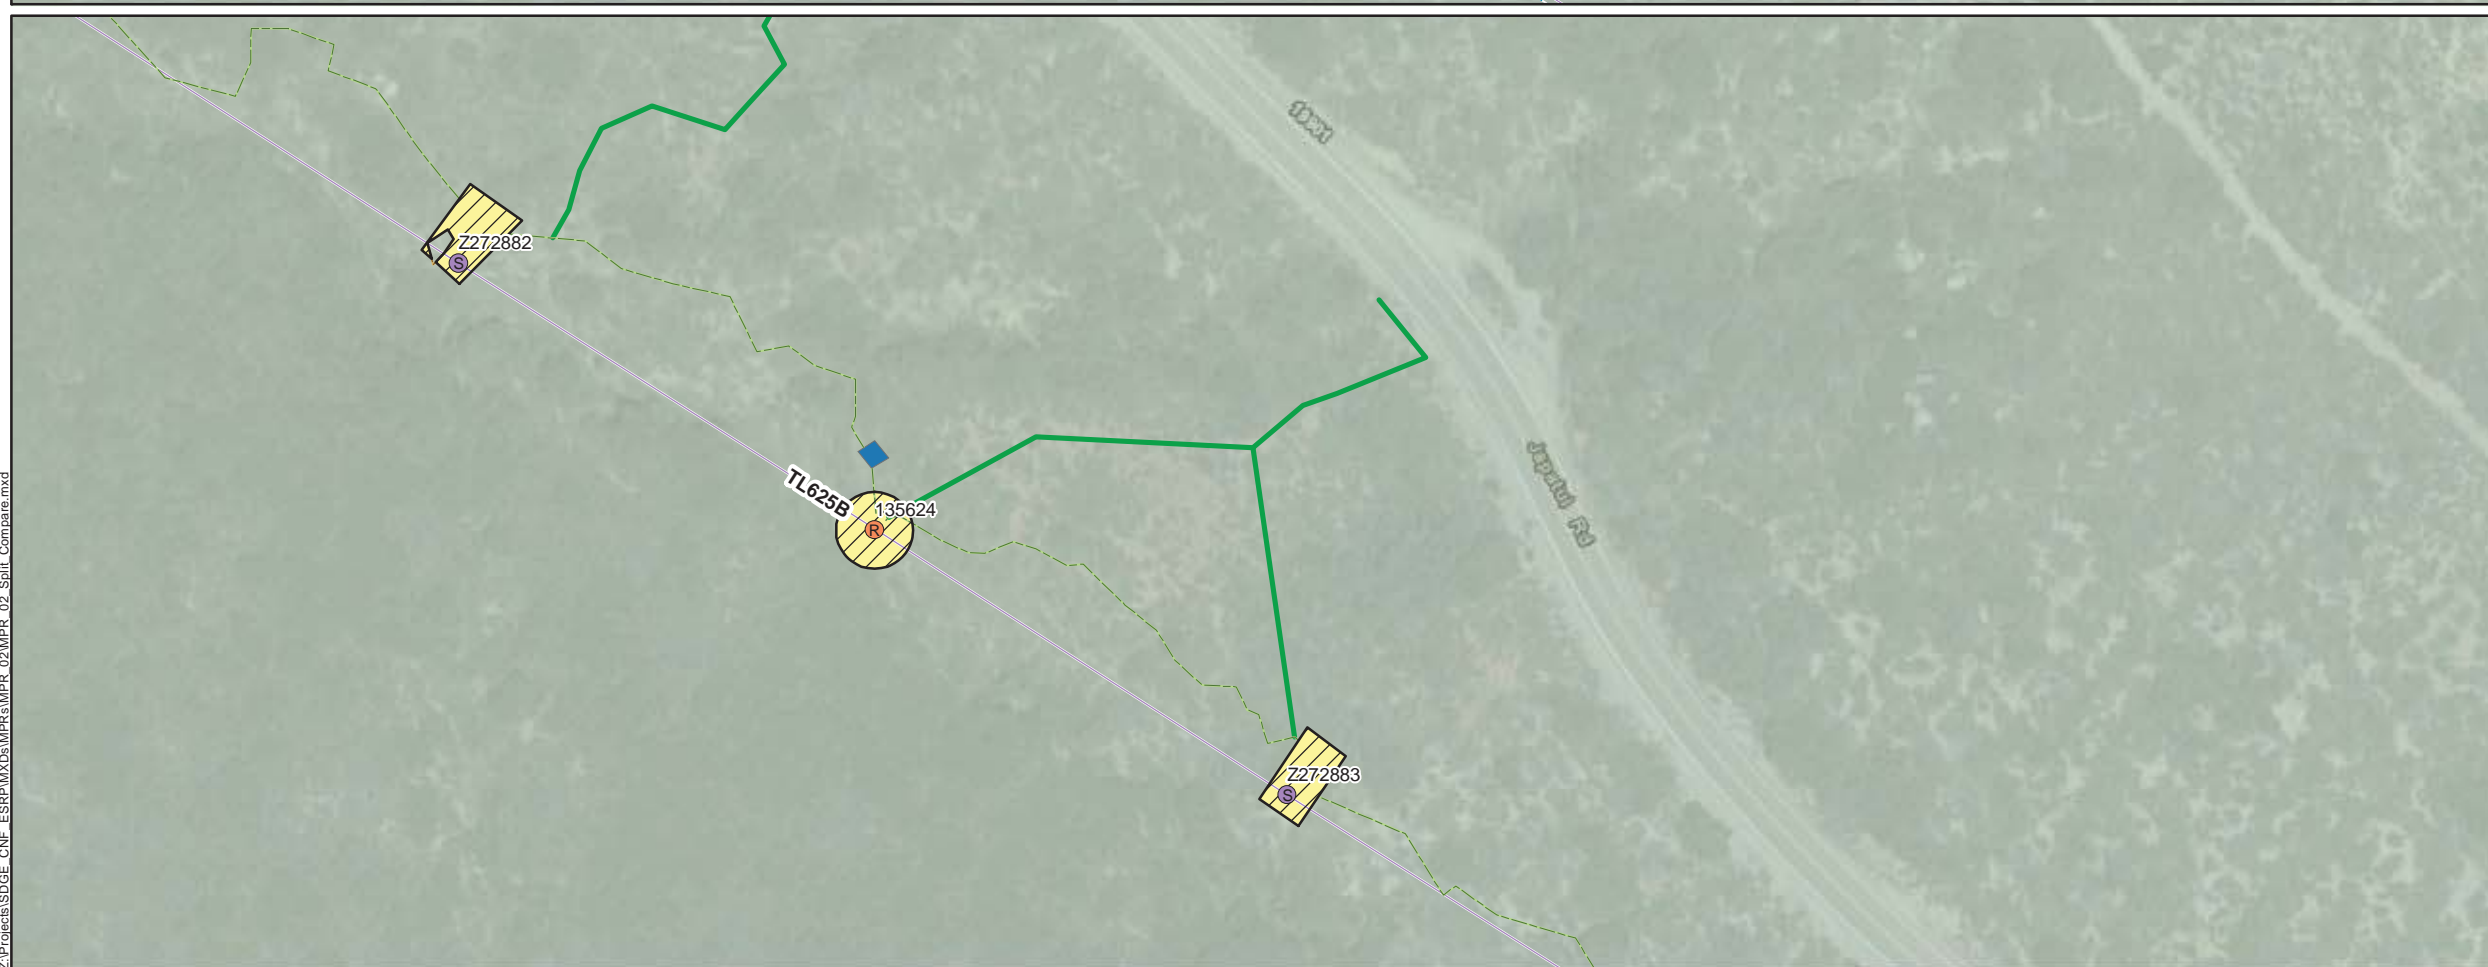 Z272882
S
TL625B
135624
R
Z272883
S
Japatul Rd
Z:\Projects\SDGE_CNF_ESRP\MXDs\MPRs\MPR_02\MPR_02_Split_Compare.mxd